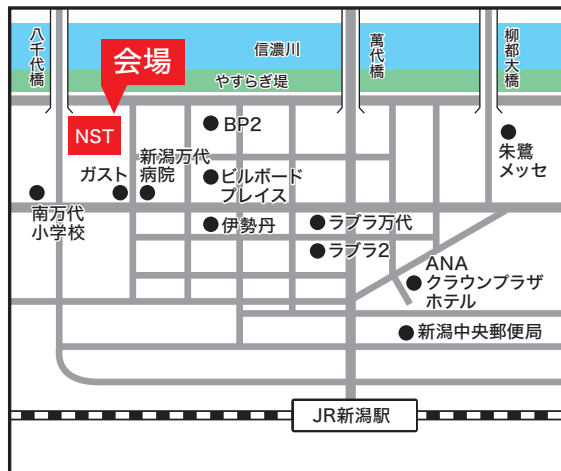 八千代橋
信濃川
萬代橋
柳都大橋
やすらぎ堤
会場
NST
BP2
朱鷺
メッセ
新潟万代
病院
ガスト
ビルボード
プレイス
南万代
小学校
伊勢丹
ラブラ万代
ラブラ2
ANA
クラウンプラザ
ホテル
新潟中央郵便局
JR新潟駅